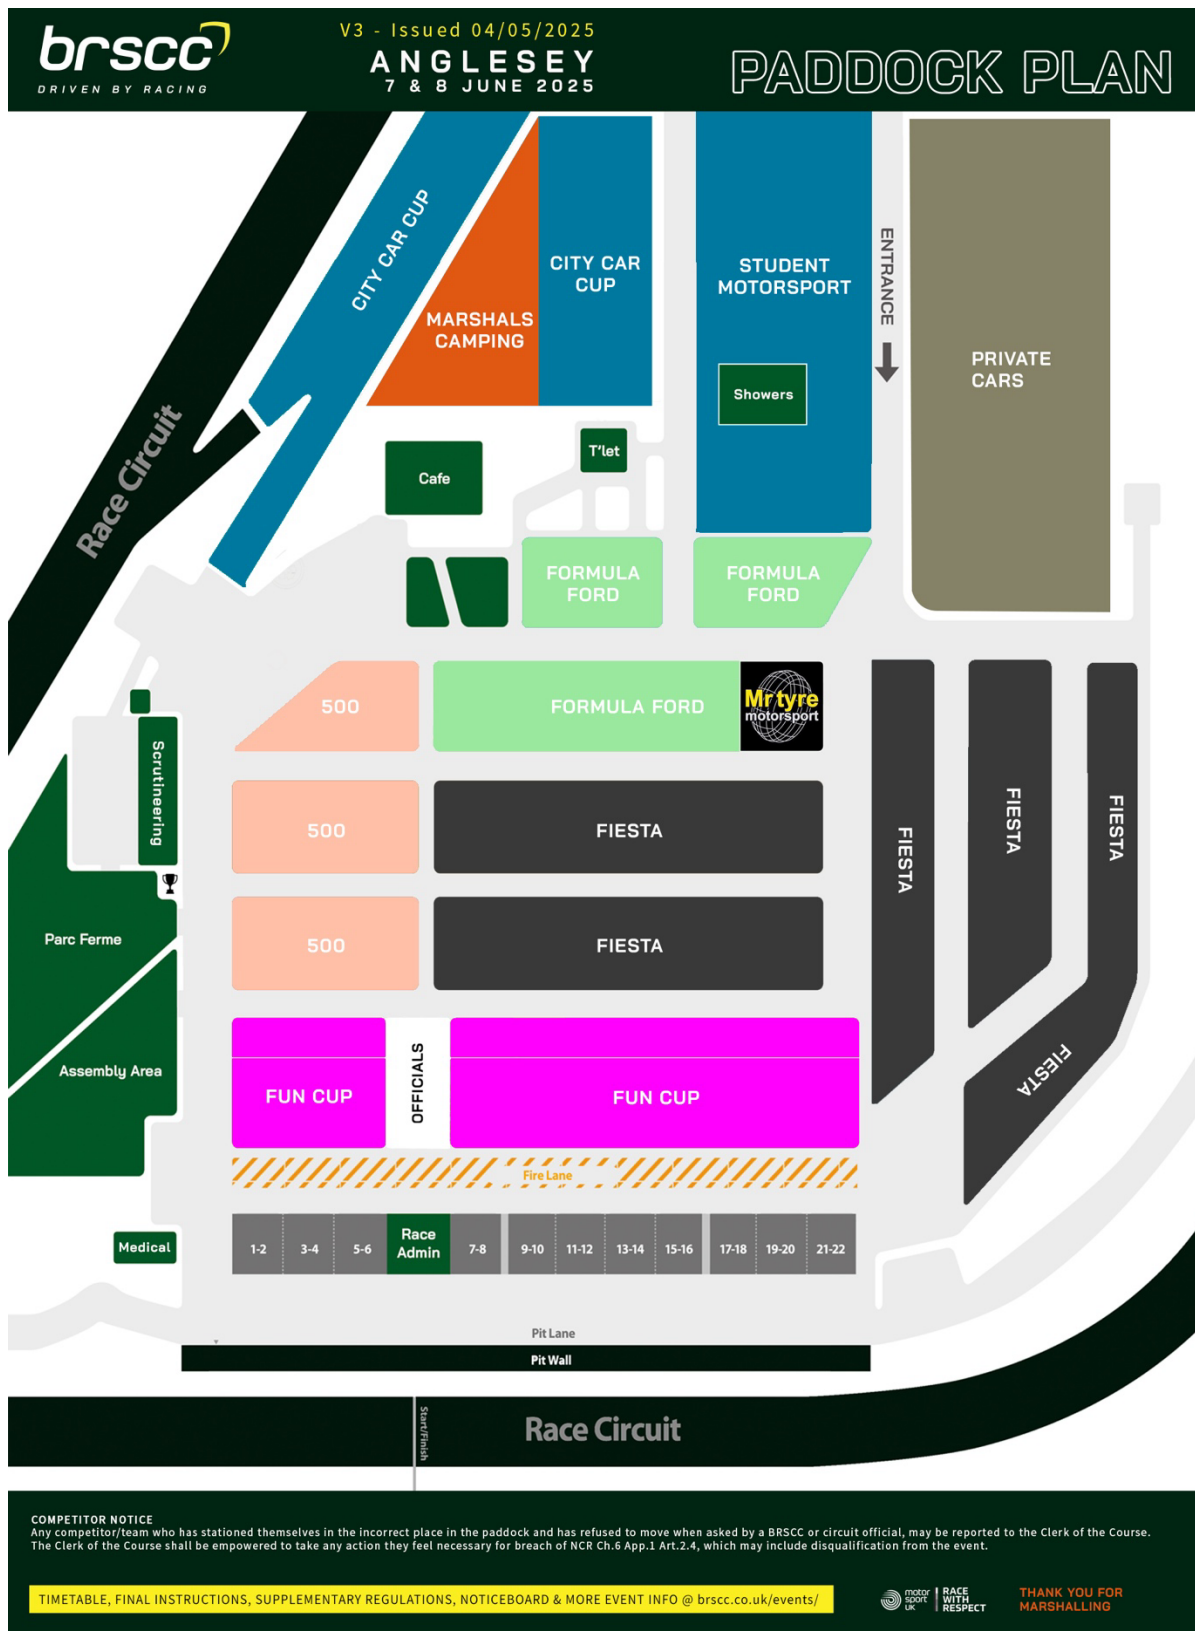 brscc
DRIVEN BY RACING
V3 - Issued 04/05/2025
ANGLESEY
7 & 8 JUNE 2025
PADDOCK PLAN
CITY CAR CUP
MARSHALS
CAMPING
CITY CAR
CUP
STUDENT
MOTORSPORT
Showers
ENTRANCE
PRIVATE
CARS
Race Circuit
Cafe
T'let
FORMULA
FORD
FORMULA
FORD
500
FORMULA FORD
Mr tyre
motorsport
Scrutineering
500
FIESTA
FIESTA
FIESTA
FIESTA
500
FIESTA
Parc Ferme
Assembly Area
FUN CUP
OFFICIALS
FUN CUP
FIESTA
Fire Lane
Medical
1-2
3-4
5-6
Race
Admin
7-8
9-10
11-12
13-14
15-16
17-18
19-20
21-22
Pit Lane
Pit Wall
Start/Finish
Race Circuit
COMPETITOR NOTICE
Any competitor/team who has stationed themselves in the incorrect place in the paddock and has refused to move when asked by a BRSCC or circuit official, may be reported to the Clerk of the Course.
The Clerk of the Course shall be empowered to take any action they feel necessary for breach of NCR Ch.6 App.1 Art.2.4, which may include disqualification from the event.
TIMETABLE, FINAL INSTRUCTIONS, SUPPLEMENTARY REGULATIONS, NOTICEBOARD & MORE EVENT INFO @ brscc.co.uk/events/
motor
sport
uk
RACE
WITH
RESPECT
THANK YOU FOR
MARSHALLING